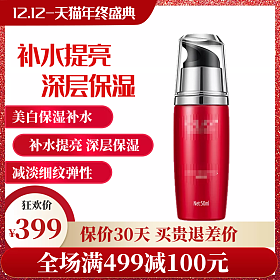 12.12-天猫年终盛典
补水提亮
深层保湿
美白保湿补水
补水提亮 深层保湿
减淡细纹弹性
Net:50ml
狂欢价
¥399
保价30天 买贵退差价
全场满499减100元